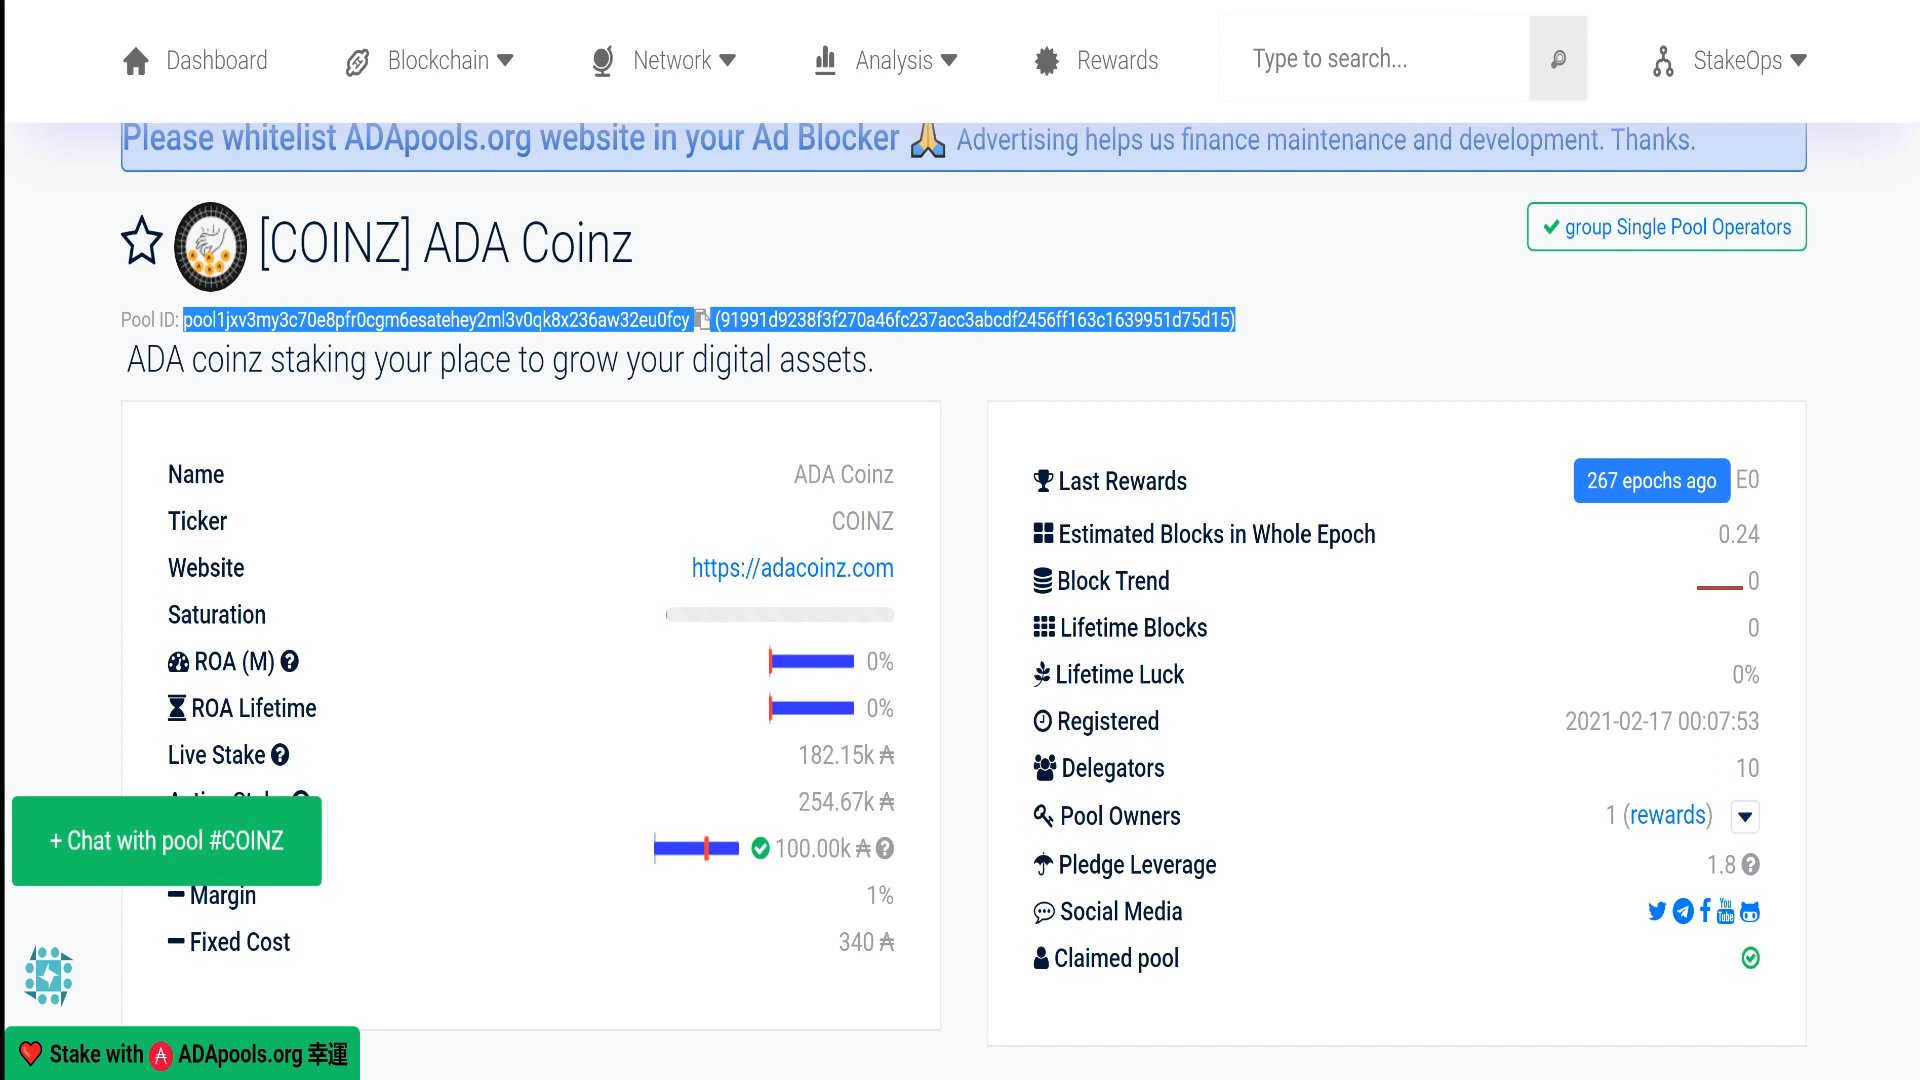 Dashboard Blockchain Network Analysis Rewards Type to search... StakeOps
Please whitelist ADApools.org website in your Ad Blocker 🙏 Advertising helps us finance maintenance and development. Thanks.
[COINZ] ADA Coinz
group Single Pool Operators
Pool ID: pool1jxv3my3c70e8pfr0cgm6esatehey2ml3v0qk8x236aw32eu0fcy (91991d9238f3f270a46fc237acc3abcdf2456ff163c1639951d75d15)
ADA coinz staking your place to grow your digital assets.
Name ADA Coinz
Ticker COINZ
Website https://adacoinz.com
Saturation
ROA (M) 0%
ROA Lifetime 0%
Live Stake 182.15k ₳
254.67k ₳
100.00k ₳
Margin 1%
Fixed Cost 340 ₳
Last Rewards 267 epochs ago E0
Estimated Blocks in Whole Epoch 0.24
Block Trend 0
Lifetime Blocks 0
Lifetime Luck 0%
Registered 2021-02-17 00:07:53
Delegators 10
Pool Owners 1 (rewards)
Pledge Leverage 1.8
Social Media
Claimed pool
+ Chat with pool #COINZ
Stake with ADApools.org 幸運